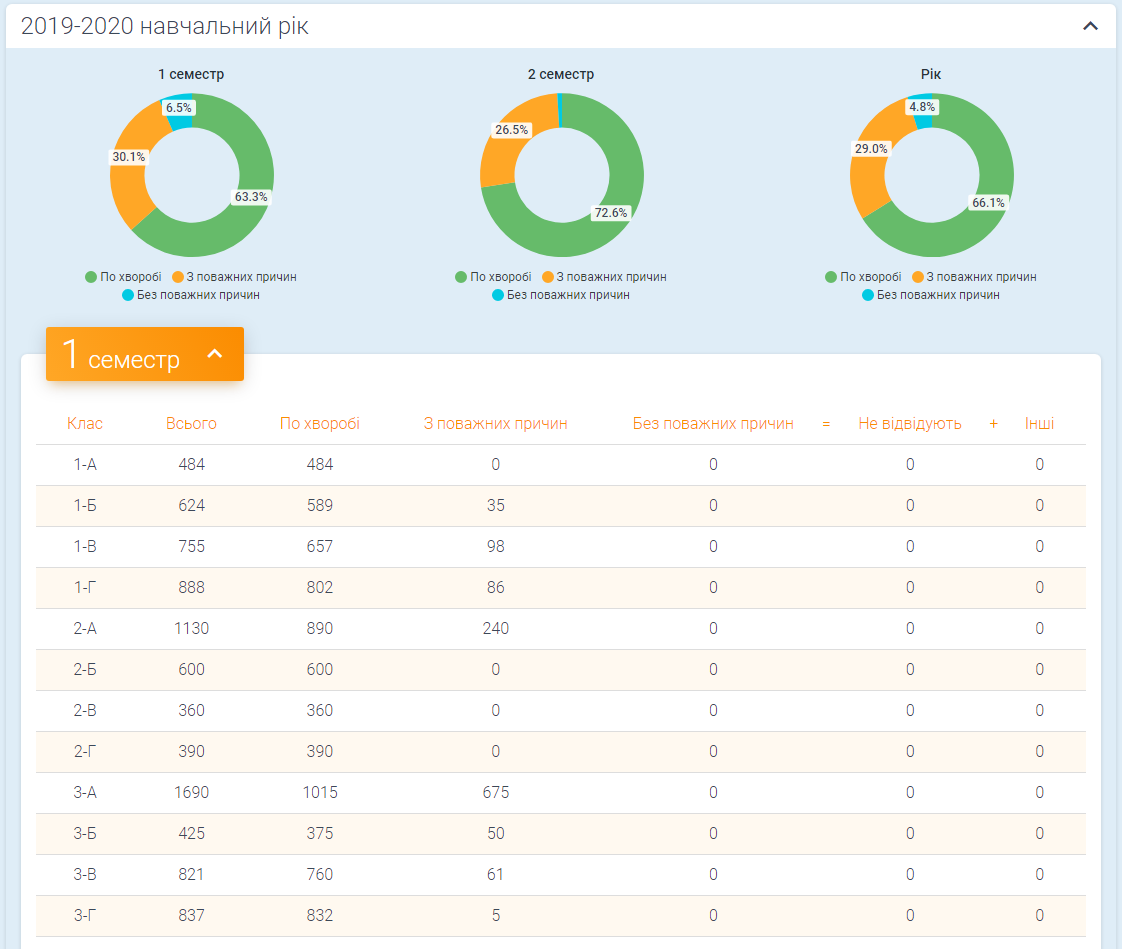 2019-2020 навчальний рік
1 семестр
6.5%
30.1%
63.3%
По хворобі З поважних причин
Без поважних причин
2 семестр
26.5%
72.6%
По хворобі З поважних причин
Без поважних причин
Рік
4.8%
29.0%
66.1%
По хворобі З поважних причин
Без поважних причин
1 семестр
Клас Всього По хворобі З поважних причин Без поважних причин = Не відвідують + Інші
1-А 484 484 0 0 0 0
1-Б 624 589 35 0 0 0
1-В 755 657 98 0 0 0
1-Г 888 802 86 0 0 0
2-А 1130 890 240 0 0 0
2-Б 600 600 0 0 0 0
2-В 360 360 0 0 0 0
2-Г 390 390 0 0 0 0
3-А 1690 1015 675 0 0 0
3-Б 425 375 50 0 0 0
3-В 821 760 61 0 0 0
3-Г 837 832 5 0 0 0